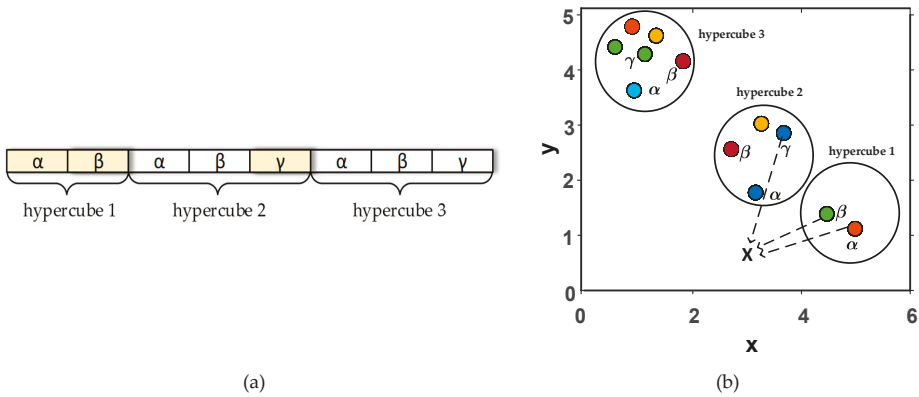 α β α β γ α β γ
hypercube 1 hypercube 2 hypercube 3
(a)
5
4
3
2
1
0
y
hypercube 3
γ
β
α
hypercube 2
β
γ
α
hypercube 1
β
α
X
0 2 4 6
x
(b)